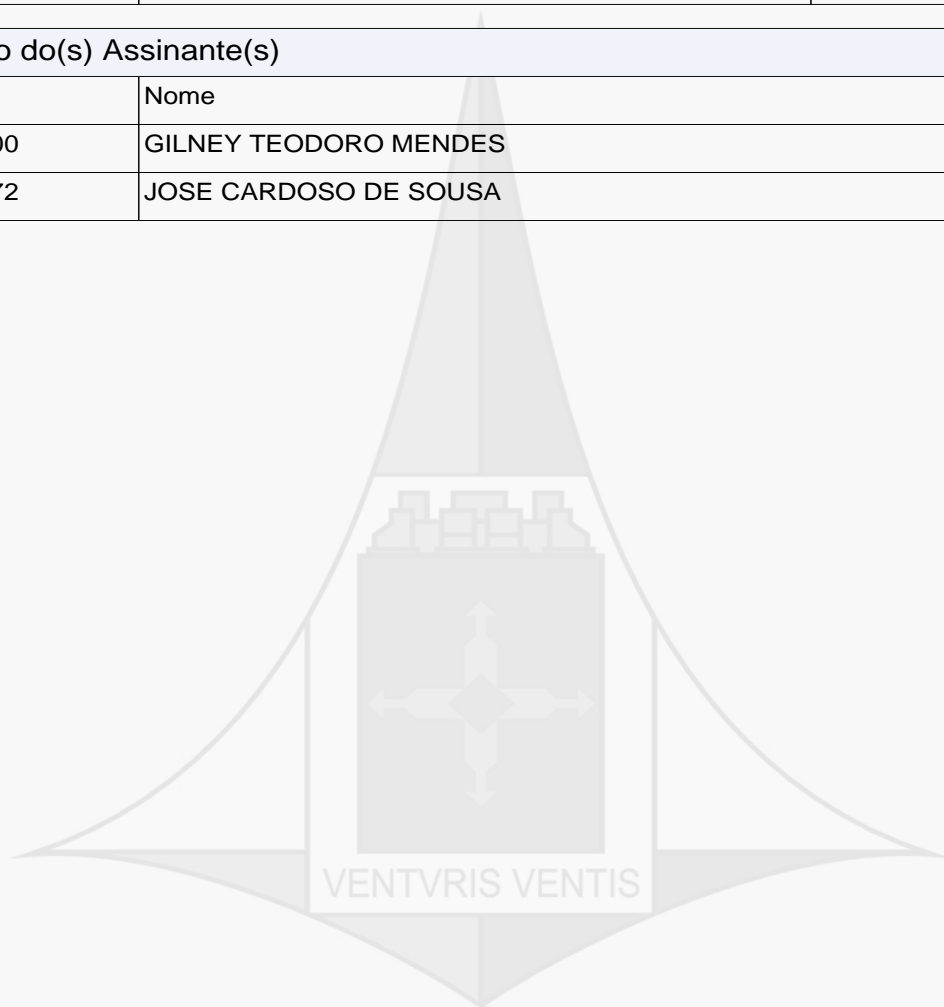 o do(s) Assinante(s)
Nome
00 GILNEY TEODORO MENDES
72 JOSE CARDOSO DE SOUSA
VENTVRIS VENTIS